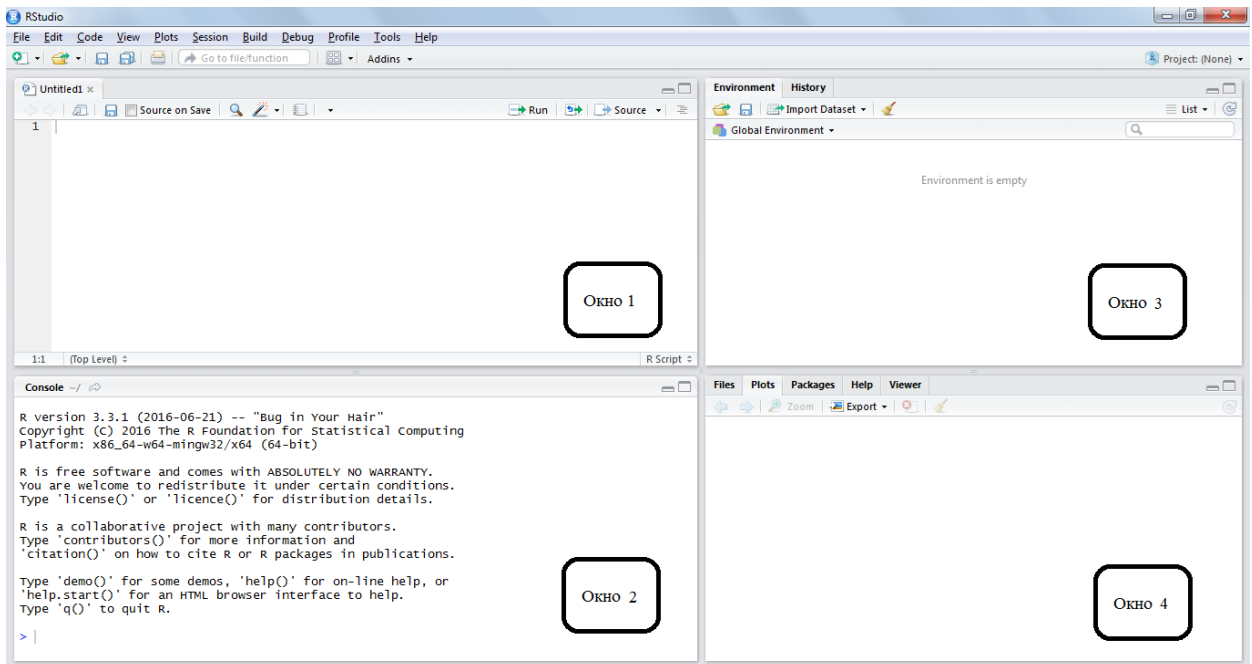 RStudio
File Edit Code View Plots Session Build Debug Profile Tools Help
Go to file/function Addins Project: (None)
Untitled1
Source on Save Run Source
1
Окно 1
1:1 (Top Level) R Script
Console ~/
R version 3.3.1 (2016-06-21) -- "Bug in Your Hair"
Copyright (C) 2016 The R Foundation for Statistical Computing
Platform: x86_64-w64-mingw32/x64 (64-bit)
R is free software and comes with ABSOLUTELY NO WARRANTY.
You are welcome to redistribute it under certain conditions.
Type 'license()' or 'licence()' for distribution details.
R is a collaborative project with many contributors.
Type 'contributors()' for more information and
'citation()' on how to cite R or R packages in publications.
Type 'demo()' for some demos, 'help()' for on-line help, or
'help.start()' for an HTML browser interface to help.
Type 'q()' to quit R.
>
Окно 2
Environment History
Import Dataset List
Global Environment
Environment is empty
Окно 3
Files Plots Packages Help Viewer
Zoom Export
Окно 4